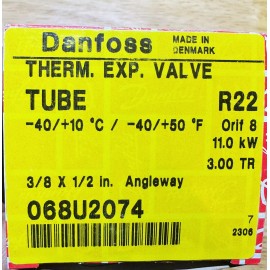 Danfoss MADE IN DENMARK
THERM. EXP. VALVE
TUBE R22
-40/+10 °C / -40/+50 °F Orif 8
11.0 kW
3.00 TR
3/8 X 1/2 in. Angleway
068U2074 7
2306